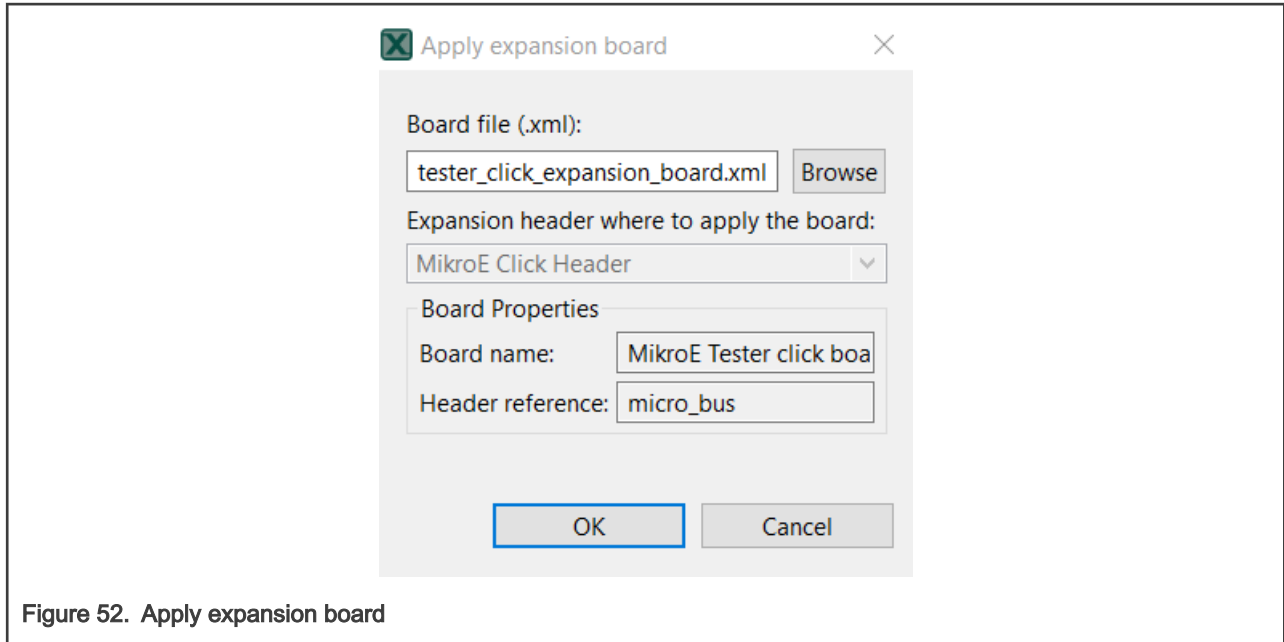 Apply expansion board
Board file (.xml):
tester_click_expansion_board.xml Browse
Expansion header where to apply the board:
MikroE Click Header
Board Properties
Board name: MikroE Tester click boa
Header reference: micro_bus
OK Cancel
Figure 52. Apply expansion board